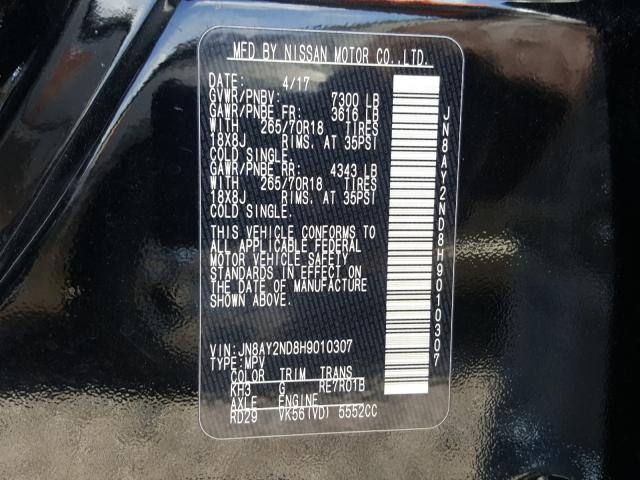 MFD BY NISSAN MOTOR CO.,LTD.
DATE: 4/17
GVWR/PNBV: 7300 LB
GAWR/PNBE FR: 3616 LB
WITH 265/70R18 TIRES
18X8J RIMS, AT 35PSI
COLD SINGLE.
GAWR/PNBE RR: 4343 LB
WITH 265/70R18 TIRES
18X8J RIMS, AT 35PSI
COLD SINGLE.
THIS VEHICLE CONFORMS TO
ALL APPLICABLE FEDERAL
MOTOR VEHICLE SAFETY
STANDARDS IN EFFECT ON
THE DATE OF MANUFACTURE
SHOWN ABOVE.
VIN:JN8AY2ND8H9010307
TYPE:MPV
COLOR TRIM TRANS
KH3 G RE7R01B
AXLE ENGINE
RD29 VK56(VD) 5552CC
JN8AY2ND8H9010307